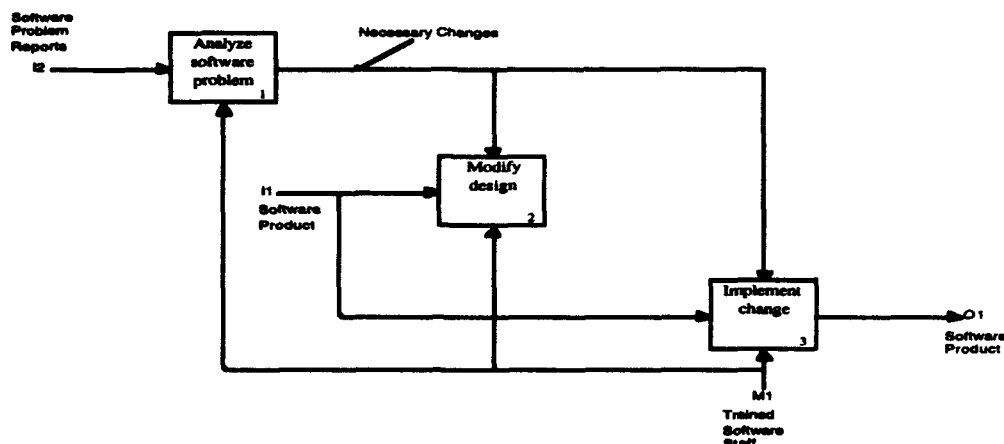 Software
Problem
Reports
I2
Analyze
software
problem
1
Necessary Changes
I1
Software
Product
Modify
design
2
Implement
change
3
O1
Software
Product
M1
Trained
Software
Staff